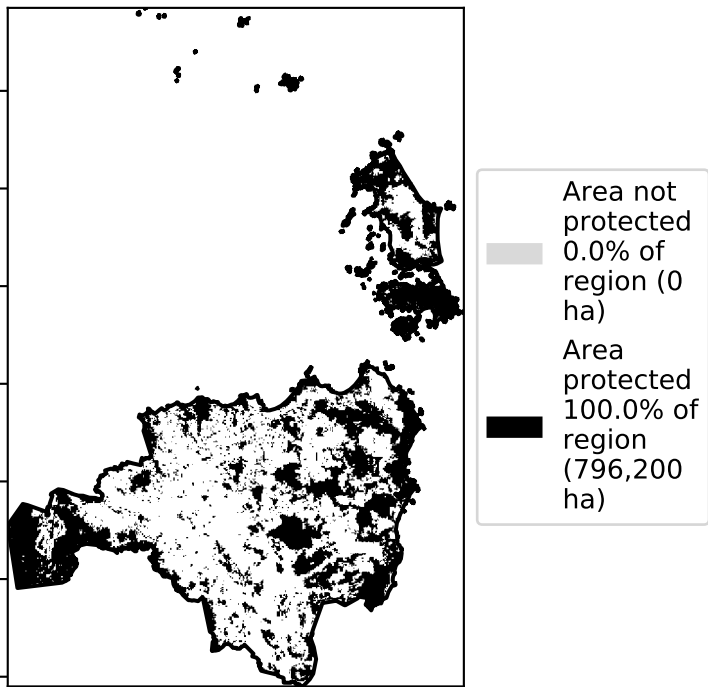 Area not
protected
0.0% of
region (0
ha)
Area
protected
100.0% of
region
(796,200
ha)